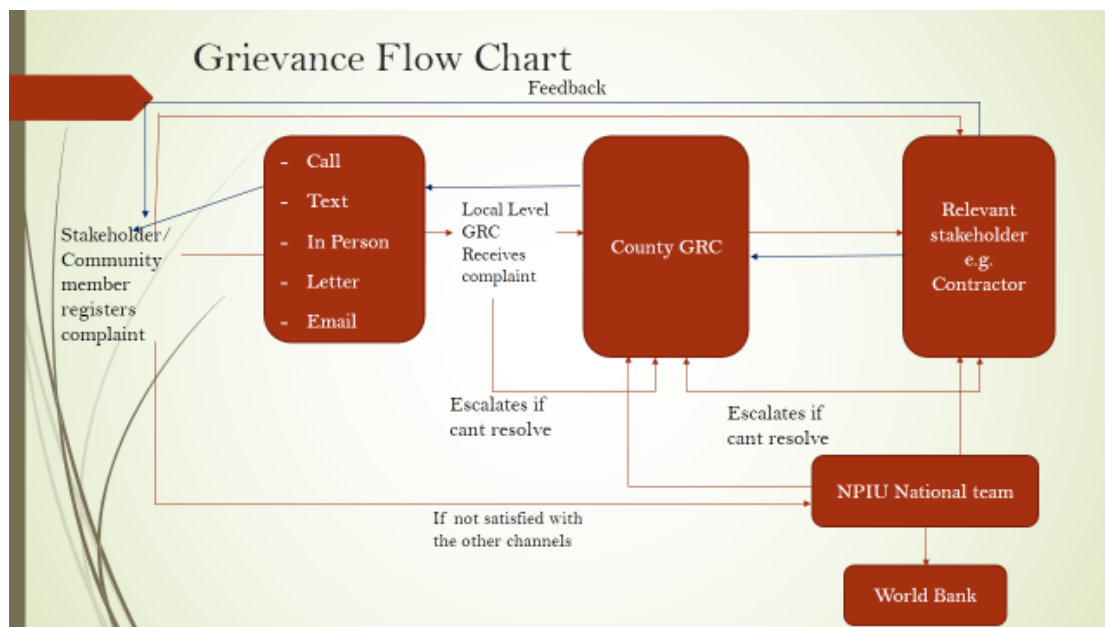 Grievance Flow Chart
Feedback
- Call
- Text
- In Person
- Letter
- Email
Stakeholder/
Community
member
registers
complaint
Local Level
GRC
Receives
complaint
County GRC
Relevant
stakeholder
e.g.
Contractor
Escalates if
cant resolve
Escalates if
cant resolve
NPIU National team
If not satisfied with
the other channels
World Bank